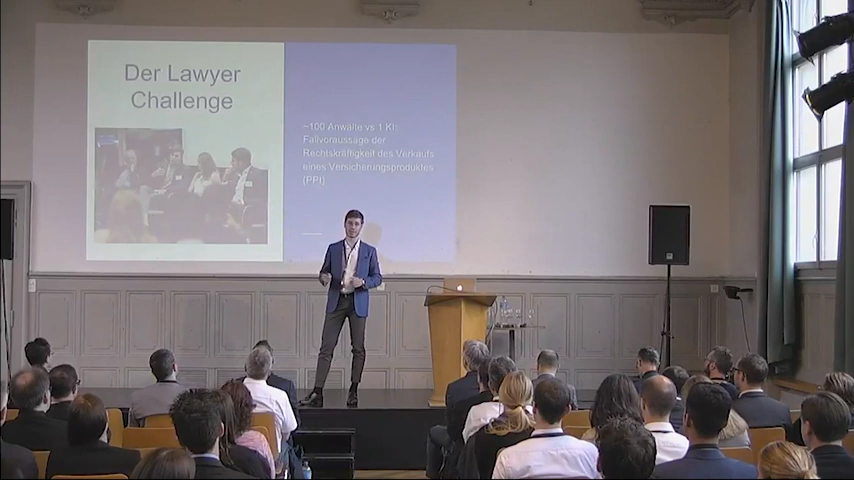 Der Lawyer
Challenge
~100 Anwälte vs 1 KI:
Fallvoraussage der
Rechtskräftigkeit des Verkaufs
eines Versicherungsproduktes
(PPI)